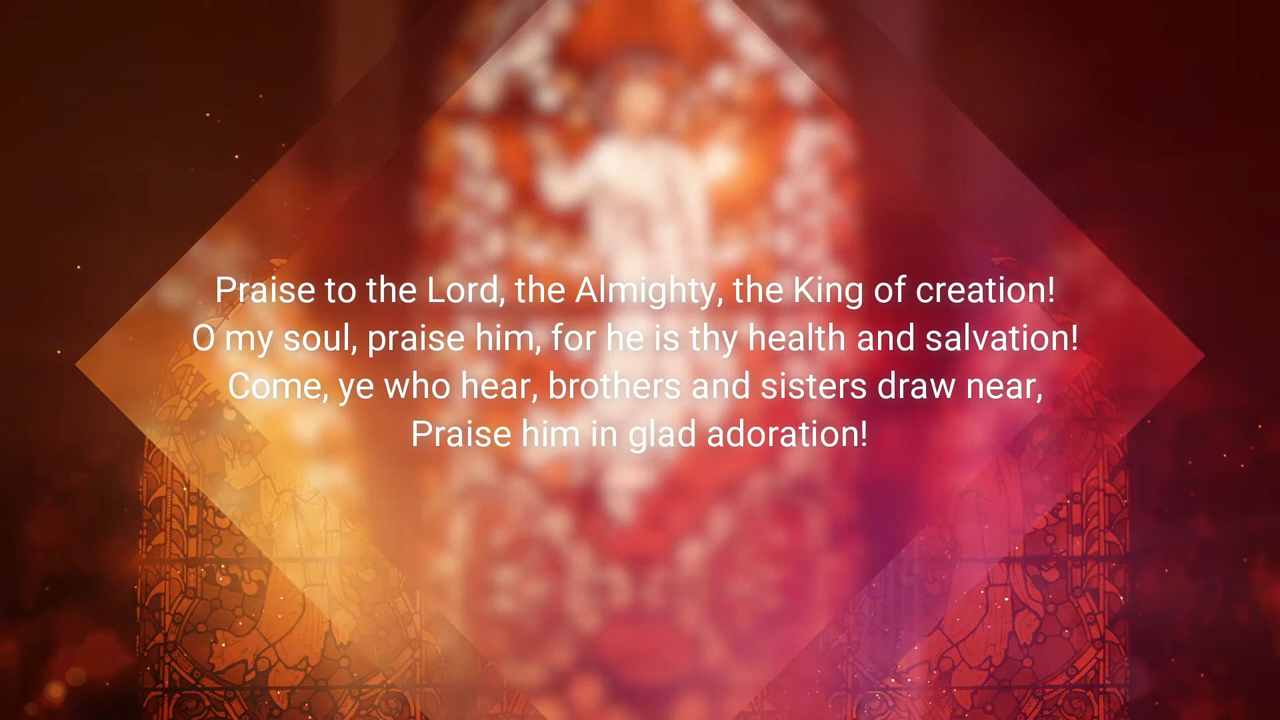 Praise to the Lord, the Almighty, the King of creation!
O my soul, praise him, for he is thy health and salvation!
Come, ye who hear, brothers and sisters draw near,
Praise him in glad adoration!